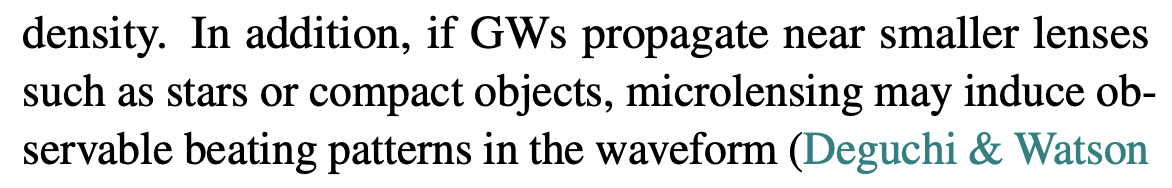 density. In addition, if GWs propagate near smaller lenses
such as stars or compact objects, microlensing may induce ob-
servable beating patterns in the waveform (Deguchi & Watson